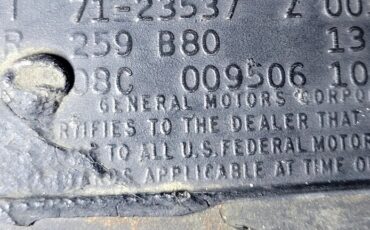 T 71-23537 Z 00
R 259 B80 13
08C 009506 10
GENERAL MOTORS CORPO
RTIFIES TO THE DEALER THAT
TO ALL U.S. FEDERAL MOTOR
ARDS APPLICABLE AT TIME O